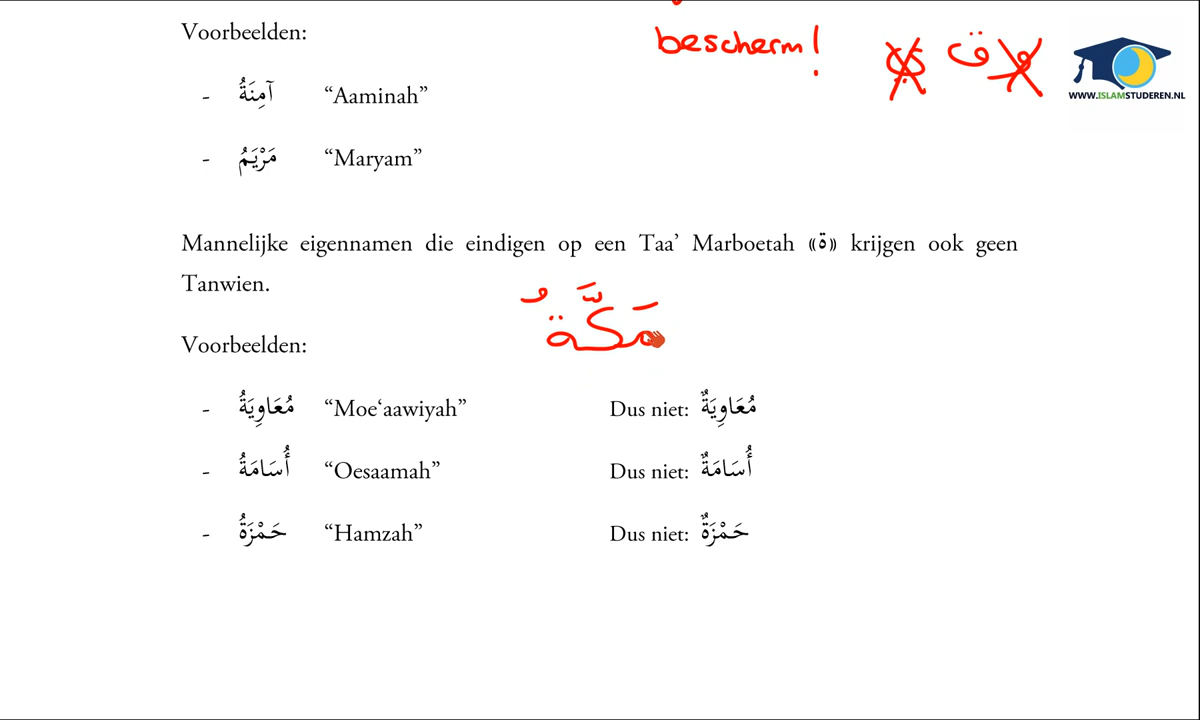 Voorbeelden:
bescherm!
ق
WWW.ISLAMSTUDEREN.NL
- آمِنَةُ “Aaminah”
- مَرْيَمُ “Maryam”
Mannelijke eigennamen die eindigen op een Taa’ Marboetah «ة» krijgen ook geen
Tanwien.
مَكَّةُ
Voorbeelden:
- مُعَاوِيَةُ “Moe‘aawiyah” Dus niet: مُعَاوِيَةٌ
- أُسَامَةُ “Oesaamah” Dus niet: أُسَامَةٌ
- حَمْزَةُ “Hamzah” Dus niet: حَمْزَةٌ